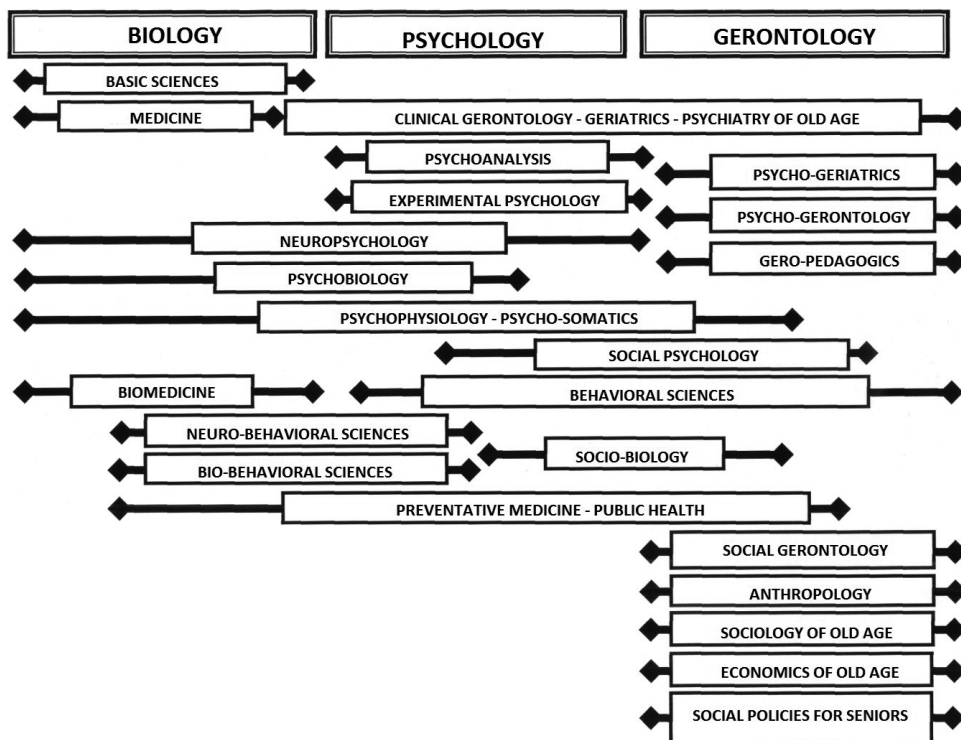 BIOLOGY
PSYCHOLOGY
GERONTOLOGY
BASIC SCIENCES
MEDICINE
CLINICAL GERONTOLOGY - GERIATRICS - PSYCHIATRY OF OLD AGE
PSYCHOANALYSIS
PSYCHO-GERIATRICS
EXPERIMENTAL PSYCHOLOGY
PSYCHO-GERONTOLOGY
NEUROPSYCHOLOGY
GERO-PEDAGOGICS
PSYCHOBIOLOGY
PSYCHOPHYSIOLOGY - PSYCHO-SOMATICS
SOCIAL PSYCHOLOGY
BIOMEDICINE
BEHAVIORAL SCIENCES
NEURO-BEHAVIORAL SCIENCES
SOCIO-BIOLOGY
BIO-BEHAVIORAL SCIENCES
PREVENTATIVE MEDICINE - PUBLIC HEALTH
SOCIAL GERONTOLOGY
ANTHROPOLOGY
SOCIOLOGY OF OLD AGE
ECONOMICS OF OLD AGE
SOCIAL POLICIES FOR SENIORS